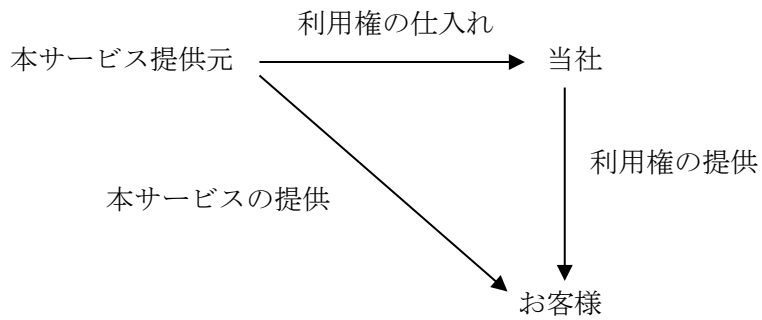 利用権の仕入れ
本サービス提供元
当社
利用権の提供
本サービスの提供
お客様